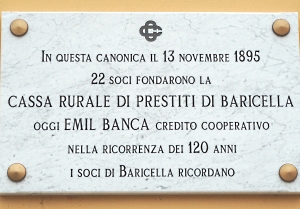 In questa canonica il 13 novembre 1895
22 soci fondarono la
Cassa Rurale di Prestiti di Baricella
oggi EMIL BANCA credito cooperativo
nella ricorrenza dei 120 anni
i soci di Baricella ricordano